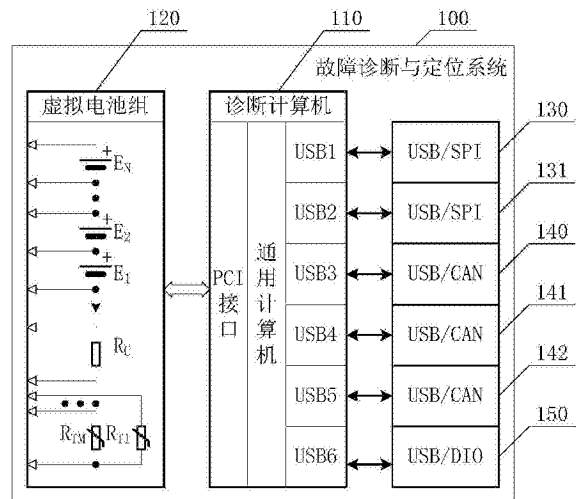 120
110
100
故障诊断与定位系统
虚拟电池组
诊断计算机
+
E_N
+
E_2
+
E_1
R_C
R_TM
R_T1
PCI
接口
通用计算机
USB1
USB/SPI
130
USB2
USB/SPI
131
USB3
USB/CAN
140
USB4
USB/CAN
141
USB5
USB/CAN
142
USB6
USB/DIO
150